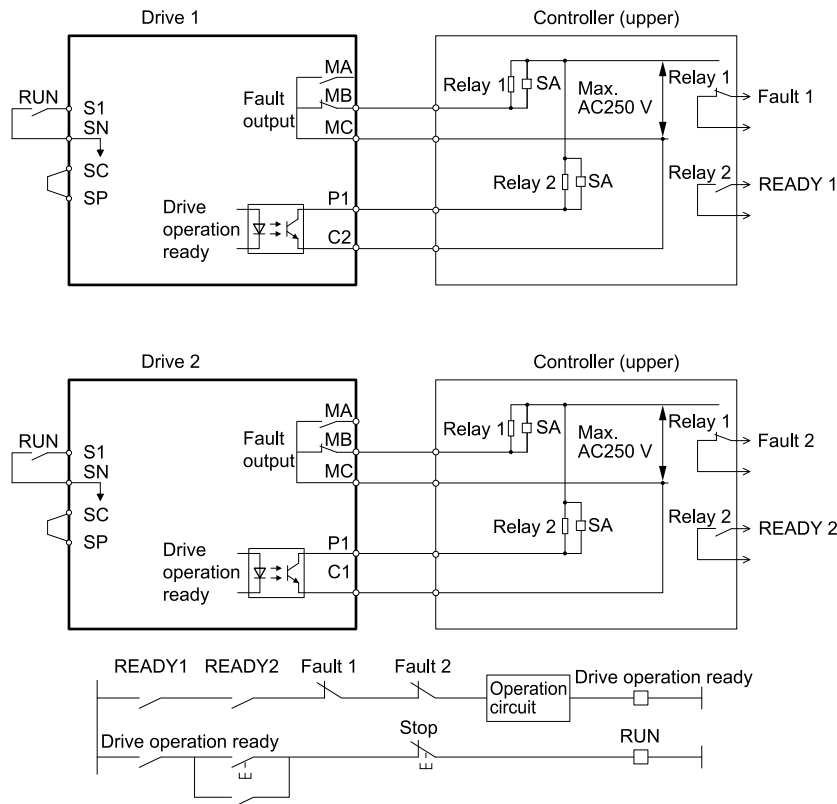 Drive 1
Controller (upper)
RUN
S1
SN
SC
SP
Fault
output
MA
MB
MC
Drive
operation
ready
P1
C2
Relay 1
SA
Max.
AC250 V
Relay 2
SA
Relay 1
Fault 1
Relay 2
READY 1
Drive 2
Controller (upper)
RUN
S1
SN
SC
SP
Fault
output
MA
MB
MC
Drive
operation
ready
P1
C1
Relay 1
SA
Max.
AC250 V
Relay 2
SA
Relay 1
Fault 2
Relay 2
READY 2
READY1
READY2
Fault 1
Fault 2
Operation
circuit
Drive operation ready
Drive operation ready
Stop
RUN